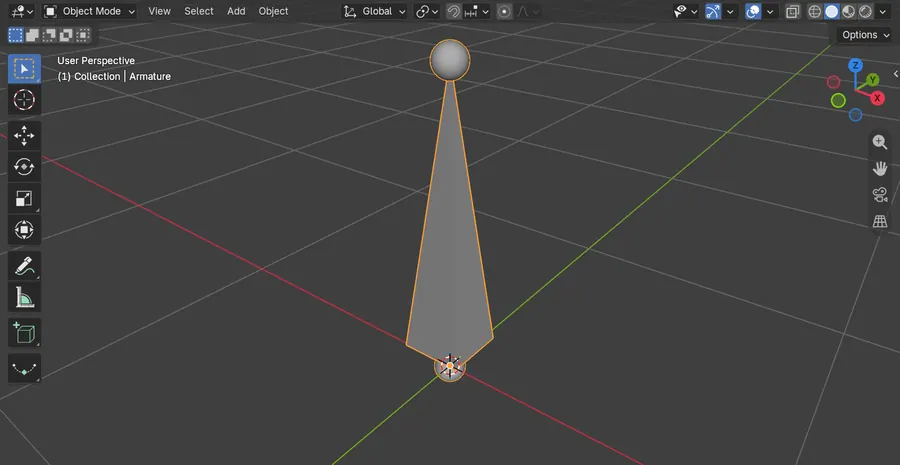 Object Mode View Select Add Object Global
Options
User Perspective
(1) Collection | Armature
Z
Y
X